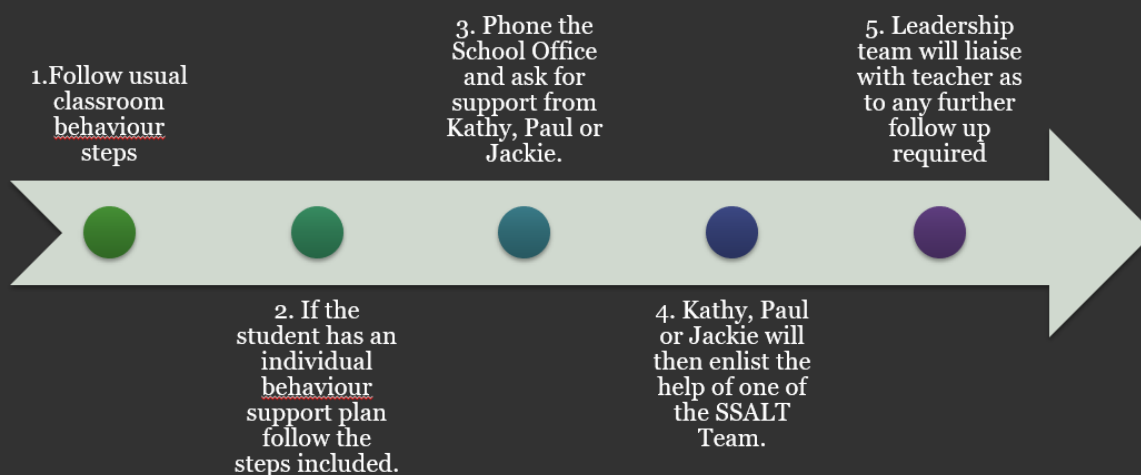 1.Follow usual
classroom
behaviour
steps
2. If the
student has an
individual
behaviour
support plan
follow the
steps included.
3. Phone the
School Office
and ask for
support from
Kathy, Paul or
Jackie.
4. Kathy, Paul
or Jackie will
then enlist the
help of one of
the SSALT
Team.
5. Leadership
team will liaise
with teacher as
to any further
follow up
required